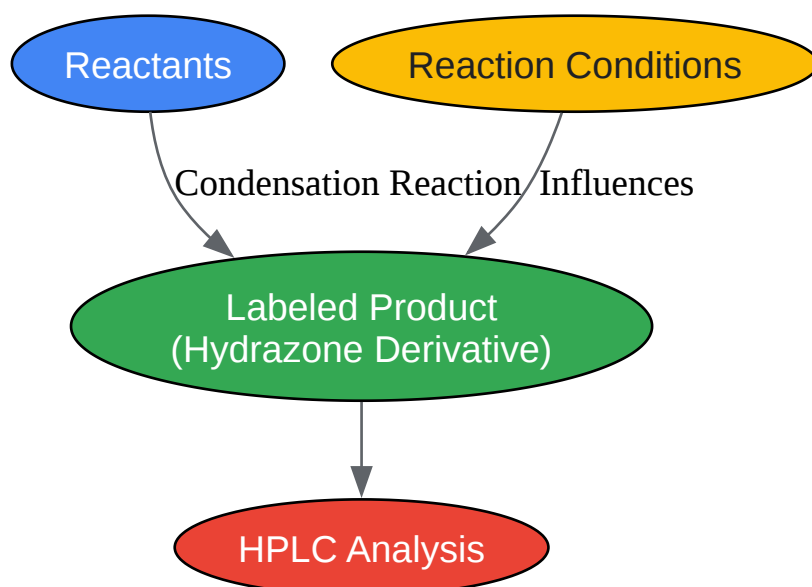 Reactants
Reaction Conditions
Condensation Reaction
Influences
Labeled Product
(Hydrazone Derivative)
HPLC Analysis